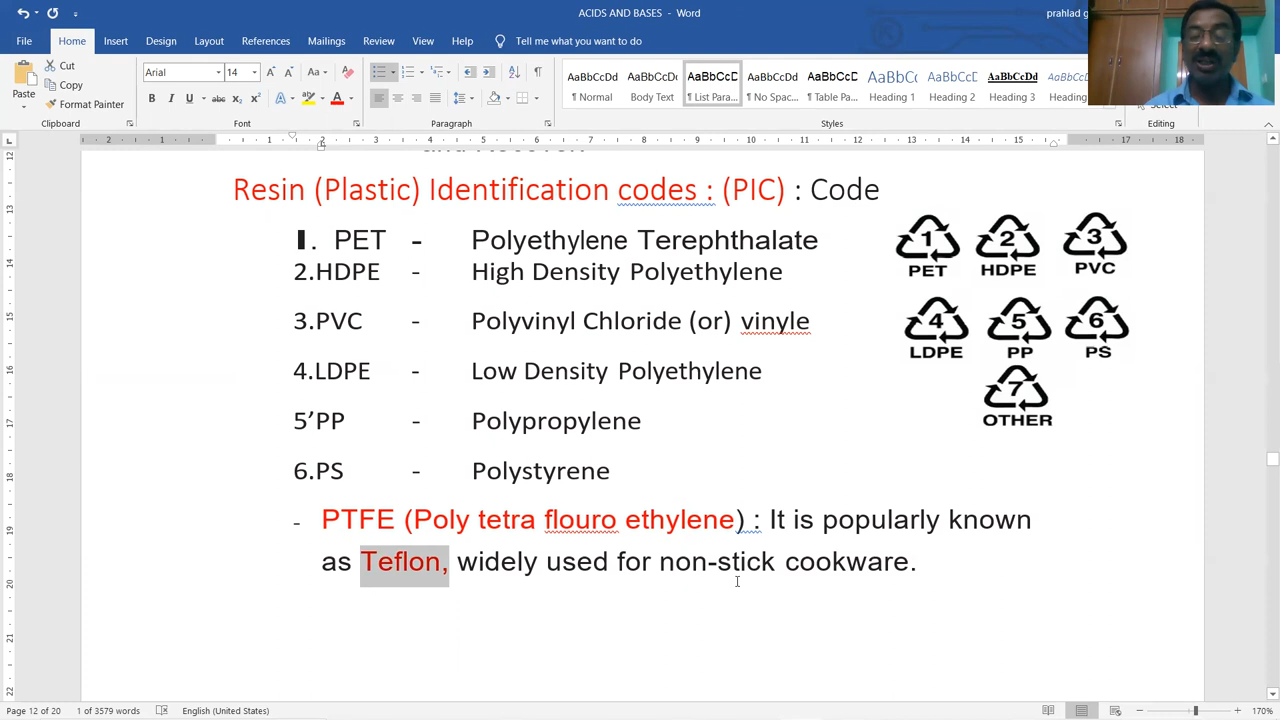 ACIDS AND BASES - Word
prahlad g
File Home Insert Design Layout References Mailings Review View Help Tell me what you want to do
Paste
Cut
Copy
Format Painter
Clipboard
Arial 14
Font
Paragraph
AaBbCcDd AaBbCcDd AaBbCcD AaBbCcDd AaBbCcDd AaBbCc AaBbCcD AaBbCcDd
¶ Normal Body Text ¶ List Para... ¶ No Spac... ¶ Table Pa... Heading 1 Heading 2 Heading 3
Styles
Select
Editing
Resin (Plastic) Identification codes : (PIC) : Code
1. PET - Polyethylene Terephthalate
2.HDPE - High Density Polyethylene
3.PVC - Polyvinyl Chloride (or) vinyle
4.LDPE - Low Density Polyethylene
5’PP - Polypropylene
6.PS - Polystyrene
1 2 3
PET HDPE PVC
4 5 6
LDPE PP PS
7
OTHER
- PTFE (Poly tetra flouro ethylene) : It is popularly known
as Teflon, widely used for non-stick cookware.
Page 12 of 20 1 of 3579 words English (United States) 170%